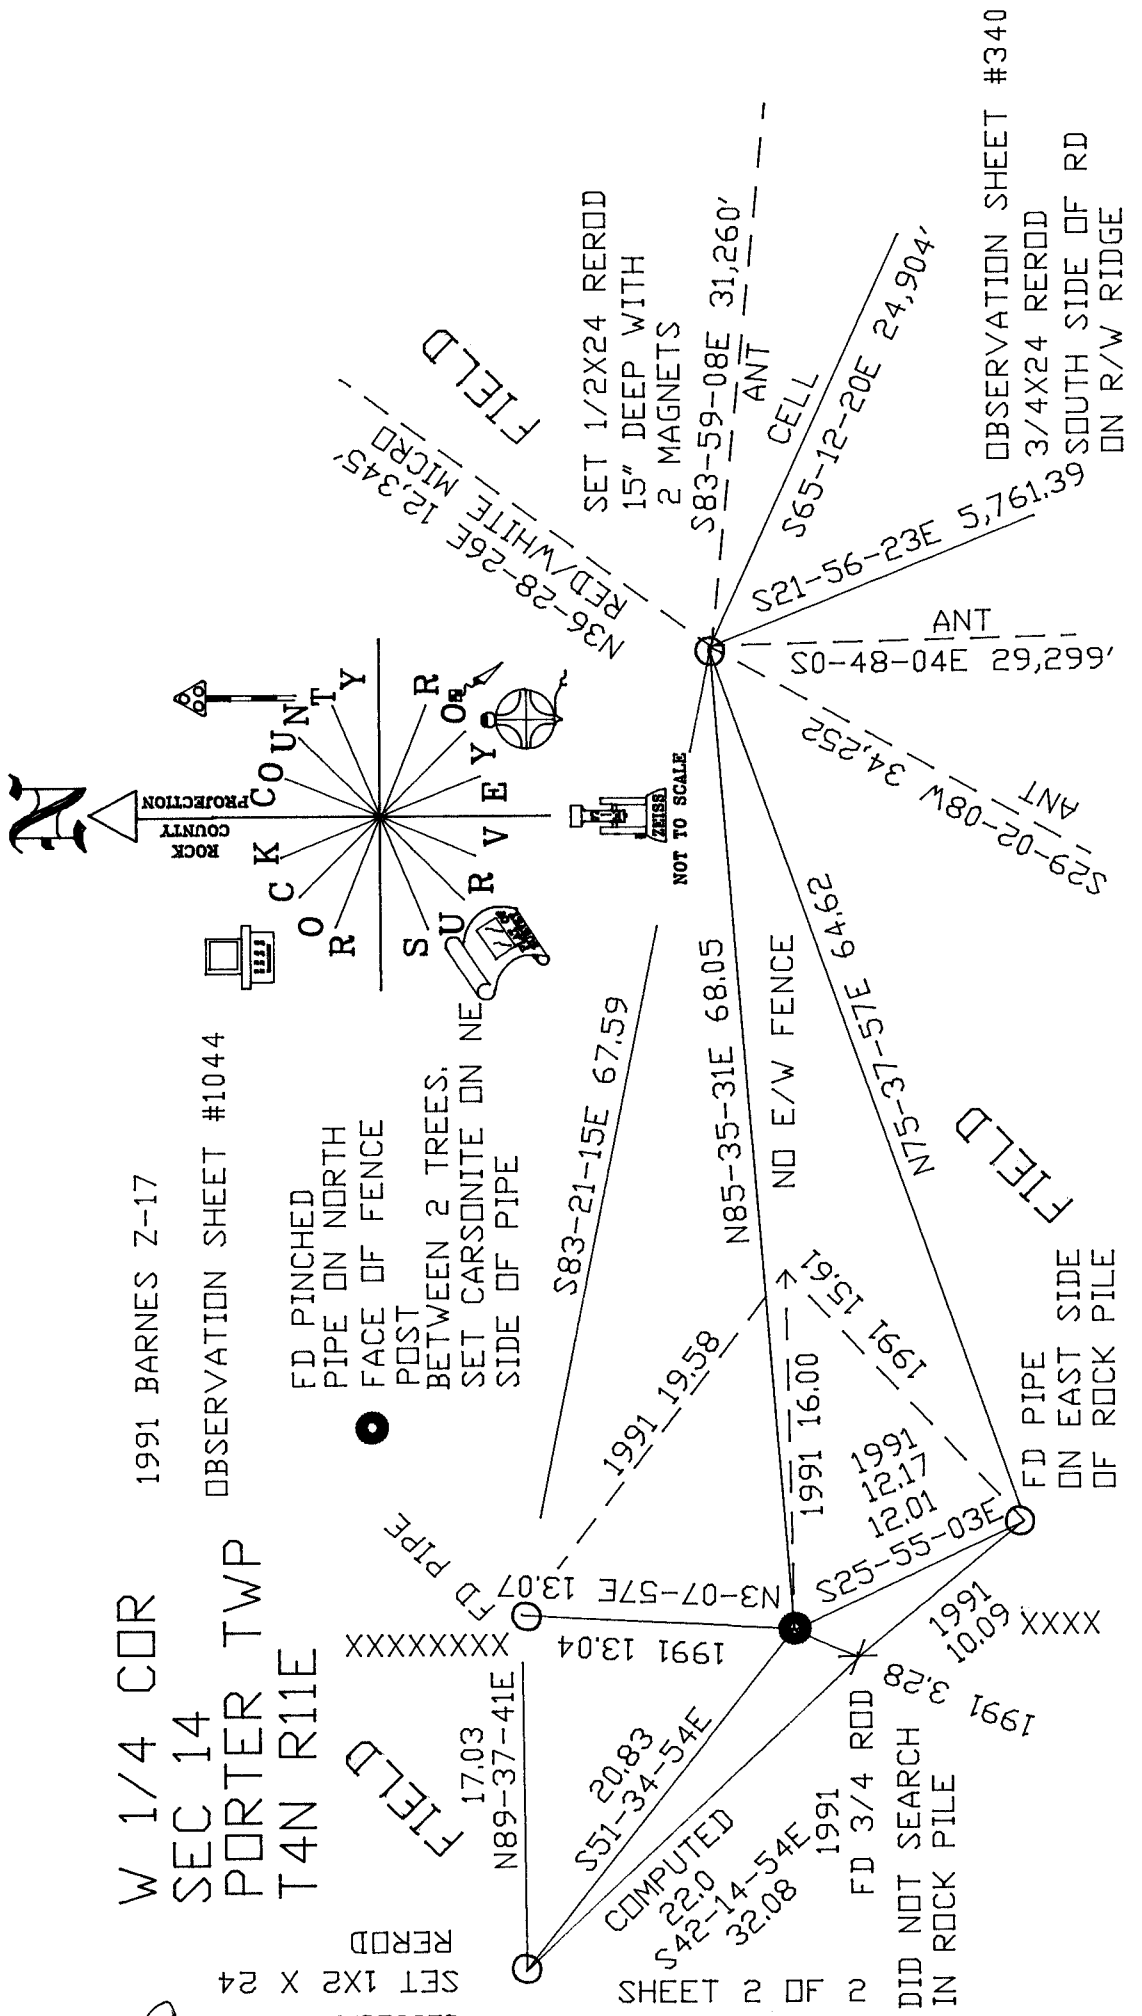 W 1/4 COR
SEC 14
PORTER TWP
T4N R11E
1991 BARNES Z-17
OBSERVATION SHEET #1044
FD PINCHED
PIPE ON NORTH
FACE OF FENCE
POST
BETWEEN 2 TREES.
SET CARSONITE ON NE
SIDE OF PIPE
N
ROCK
COUNTY
PROJECTION
ROCK COUNTY
SURVEYOR
ZEISS
NOT TO SCALE
FIELD
N36-28-26E 12,345'
RED/WHITE MICRO
SET 1/2X24 REROD
15" DEEP WITH
2 MAGNETS
S83-59-08E 31,260'
ANT
CELL
S65-12-20E 24,904'
S21-56-23E 5,761.39
OBSERVATION SHEET #340
3/4X24 REROD
SOUTH SIDE OF RD
ON R/W RIDGE
ANT
S0-48-04E 29,299'
S29-02-08W 34,252
ANT
S83-21-15E 67.59
N85-35-31E 68.05
NO E/W FENCE
N75-37-57E 64.62
FIELD
FD PIPE
XXXXXXXX
1991 19.58
N3-07-57E 13.07
1991 13.04
1991 16.00
1991 15.61
1991
12.17
12.01
S25-55-03E
FD PIPE
ON EAST SIDE
OF ROCK PILE
1991
10.09
XXXX
1991 3.28
FIELD
17.03
N89-37-41E
20.83
S51-34-54E
COMPUTED
22.0
S42-14-54E
32.08
1991
FD 3/4 ROD
DID NOT SEARCH
IN ROCK PILE
SET 1X2 X 24
REROD
SHEET 2 OF 2